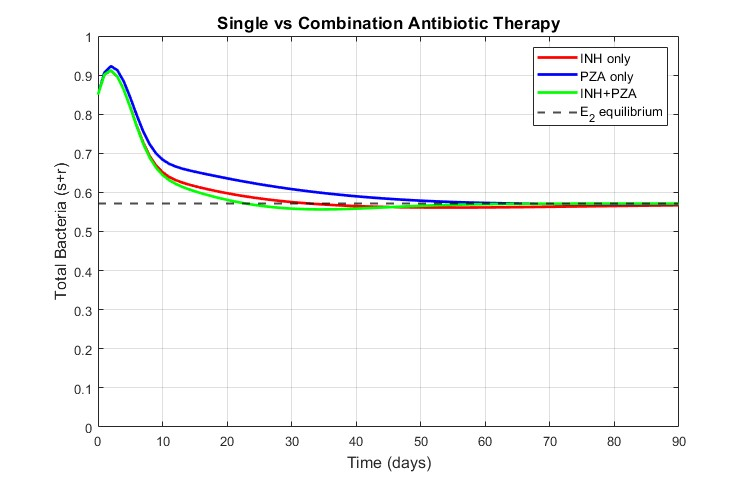 Single vs Combination Antibiotic Therapy
1
0.9
0.8
0.7
0.6
0.5
0.4
0.3
0.2
0.1
0
Total Bacteria (s+r)
INH only
PZA only
INH+PZA
E2 equilibrium
0 10 20 30 40 50 60 70 80 90
Time (days)